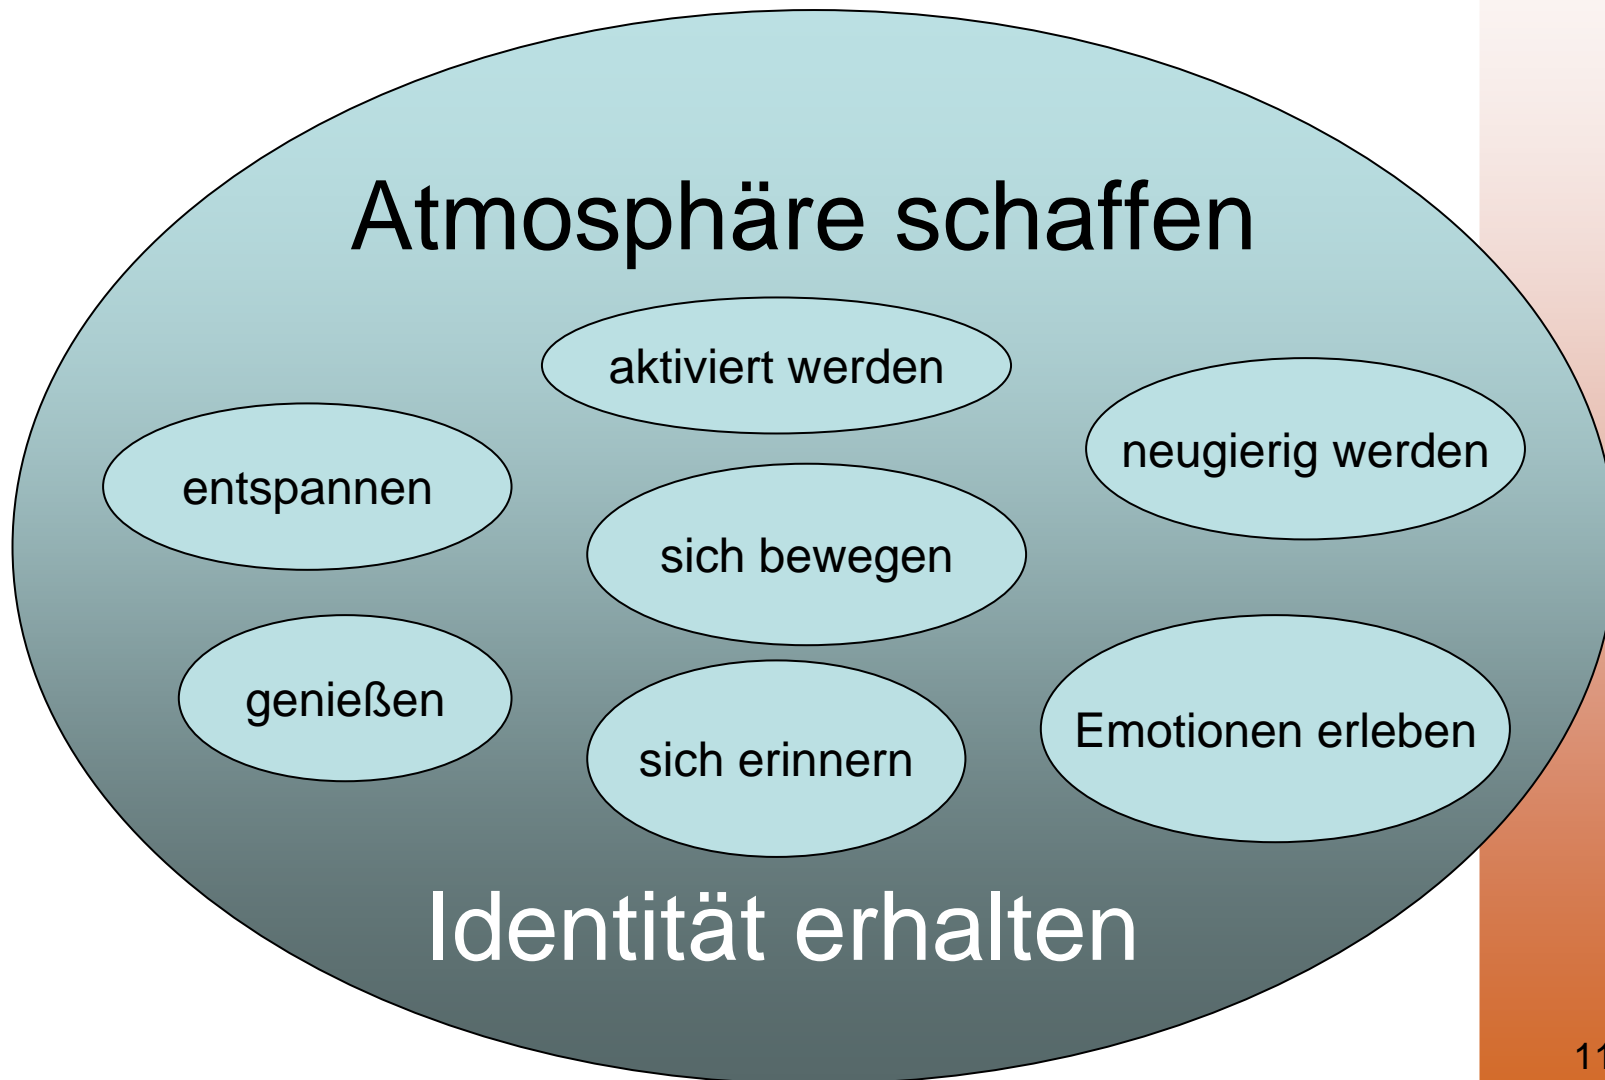 Atmosphäre schaffen
aktiviert werden
neugierig werden
entspannen
sich bewegen
genießen
sich erinnern
Emotionen erleben
Identität erhalten
11